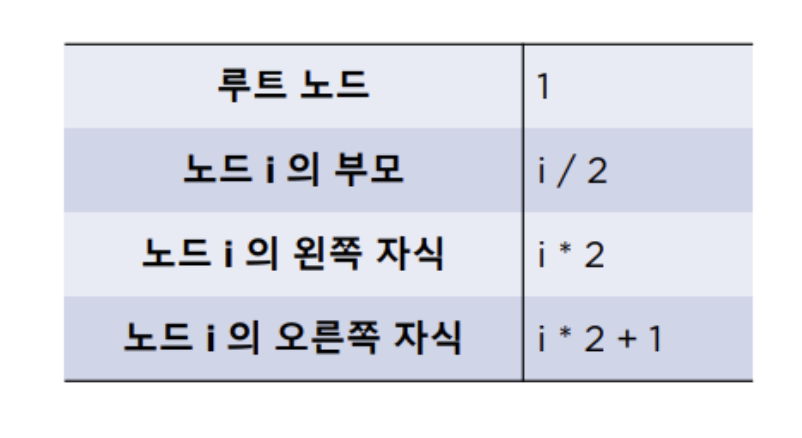 루트 노드 1
노드 i 의 부모 i / 2
노드 i 의 왼쪽 자식 i * 2
노드 i 의 오른쪽 자식 i * 2 + 1